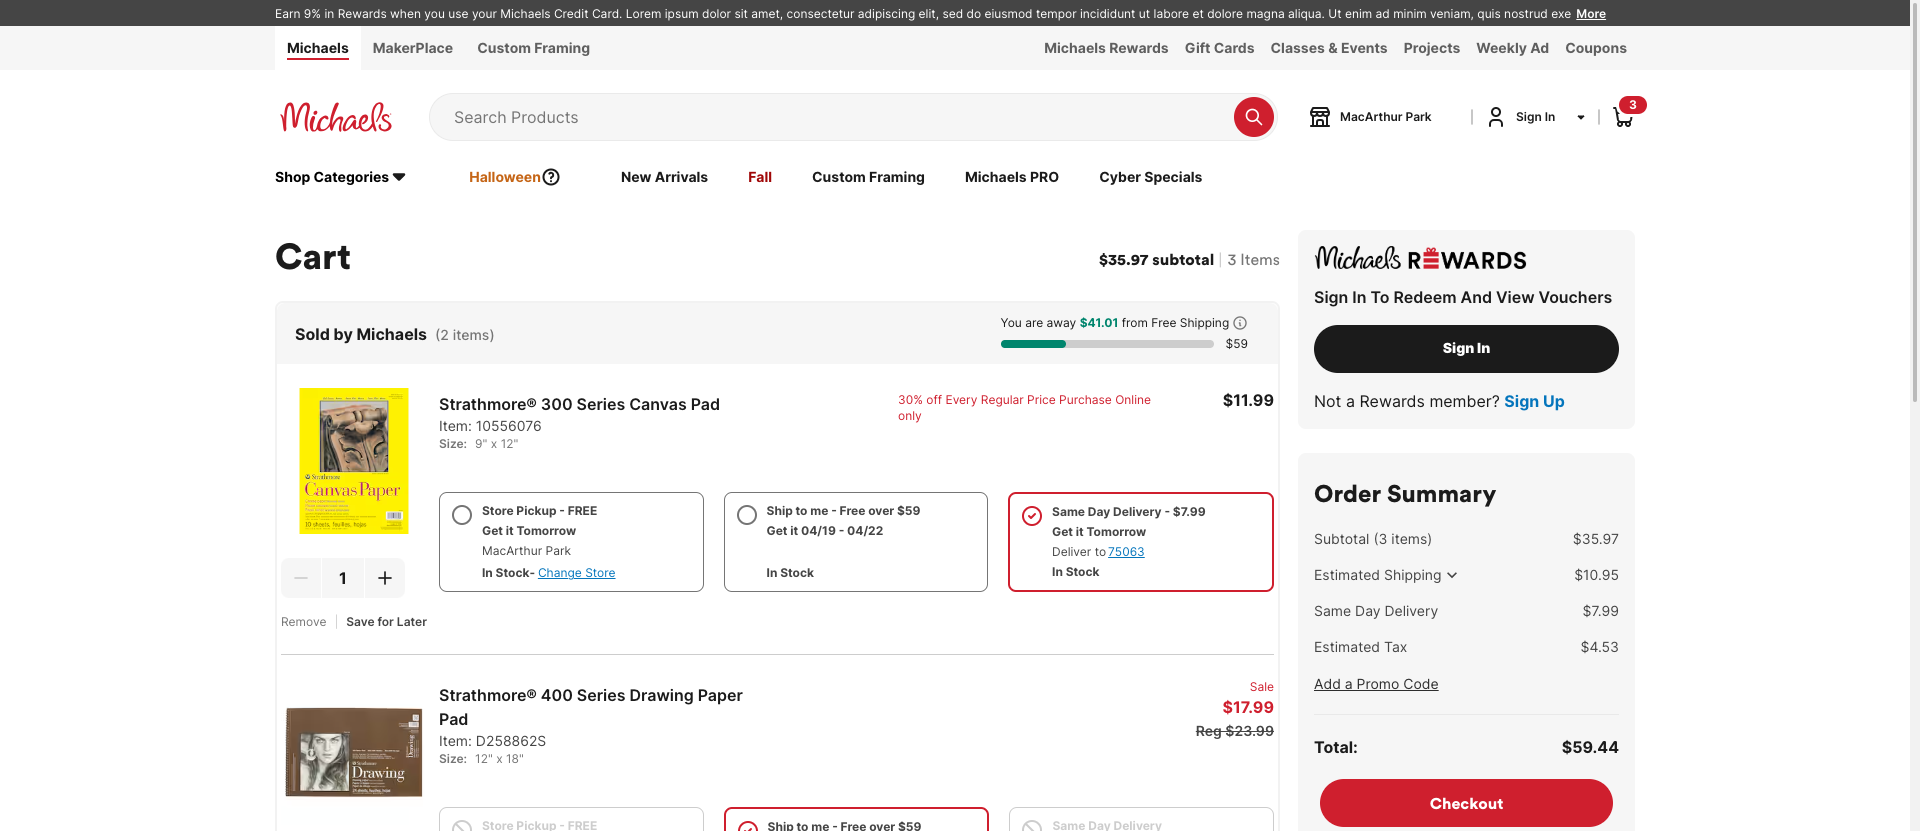 Earn 9% in Rewards when you use your Michaels Credit Card. Lorem ipsum dolor sit amet, consectetur adipiscing elit, sed do eiusmod tempor incididunt ut labore et dolore magna aliqua. Ut enim ad minim veniam, quis nostrud exe More
Michaels MakerPlace Custom Framing Michaels Rewards Gift Cards Classes & Events Projects Weekly Ad Coupons
Michaels Search Products MacArthur Park Sign In 3
Shop Categories Halloween New Arrivals Fall Custom Framing Michaels PRO Cyber Specials
Cart
$35.97 subtotal 3 Items
Sold by Michaels (2 items)
You are away $41.01 from Free Shipping
$59
Strathmore® 300 Series Canvas Pad
Item: 10556076
Size: 9" x 12"
30% off Every Regular Price Purchase Online
only
$11.99
Strathmore
Canvas Paper
10 sheets, feuilles, hojas
Store Pickup - FREE
Get it Tomorrow
MacArthur Park
In Stock- Change Store
Ship to me - Free over $59
Get it 04/19 - 04/22
In Stock
Same Day Delivery - $7.99
Get it Tomorrow
Deliver to 75063
In Stock
1
Remove Save for Later
Strathmore® 400 Series Drawing Paper
Pad
Item: D258862S
Size: 12" x 18"
Sale
$17.99
Reg $23.99
Strathmore
Drawing
Store Pickup - FREE
Ship to me - Free over $59
Same Day Delivery
Michaels REWARDS
Sign In To Redeem And View Vouchers
Sign In
Not a Rewards member? Sign Up
Order Summary
Subtotal (3 items) $35.97
Estimated Shipping $10.95
Same Day Delivery $7.99
Estimated Tax $4.53
Add a Promo Code
Total: $59.44
Checkout